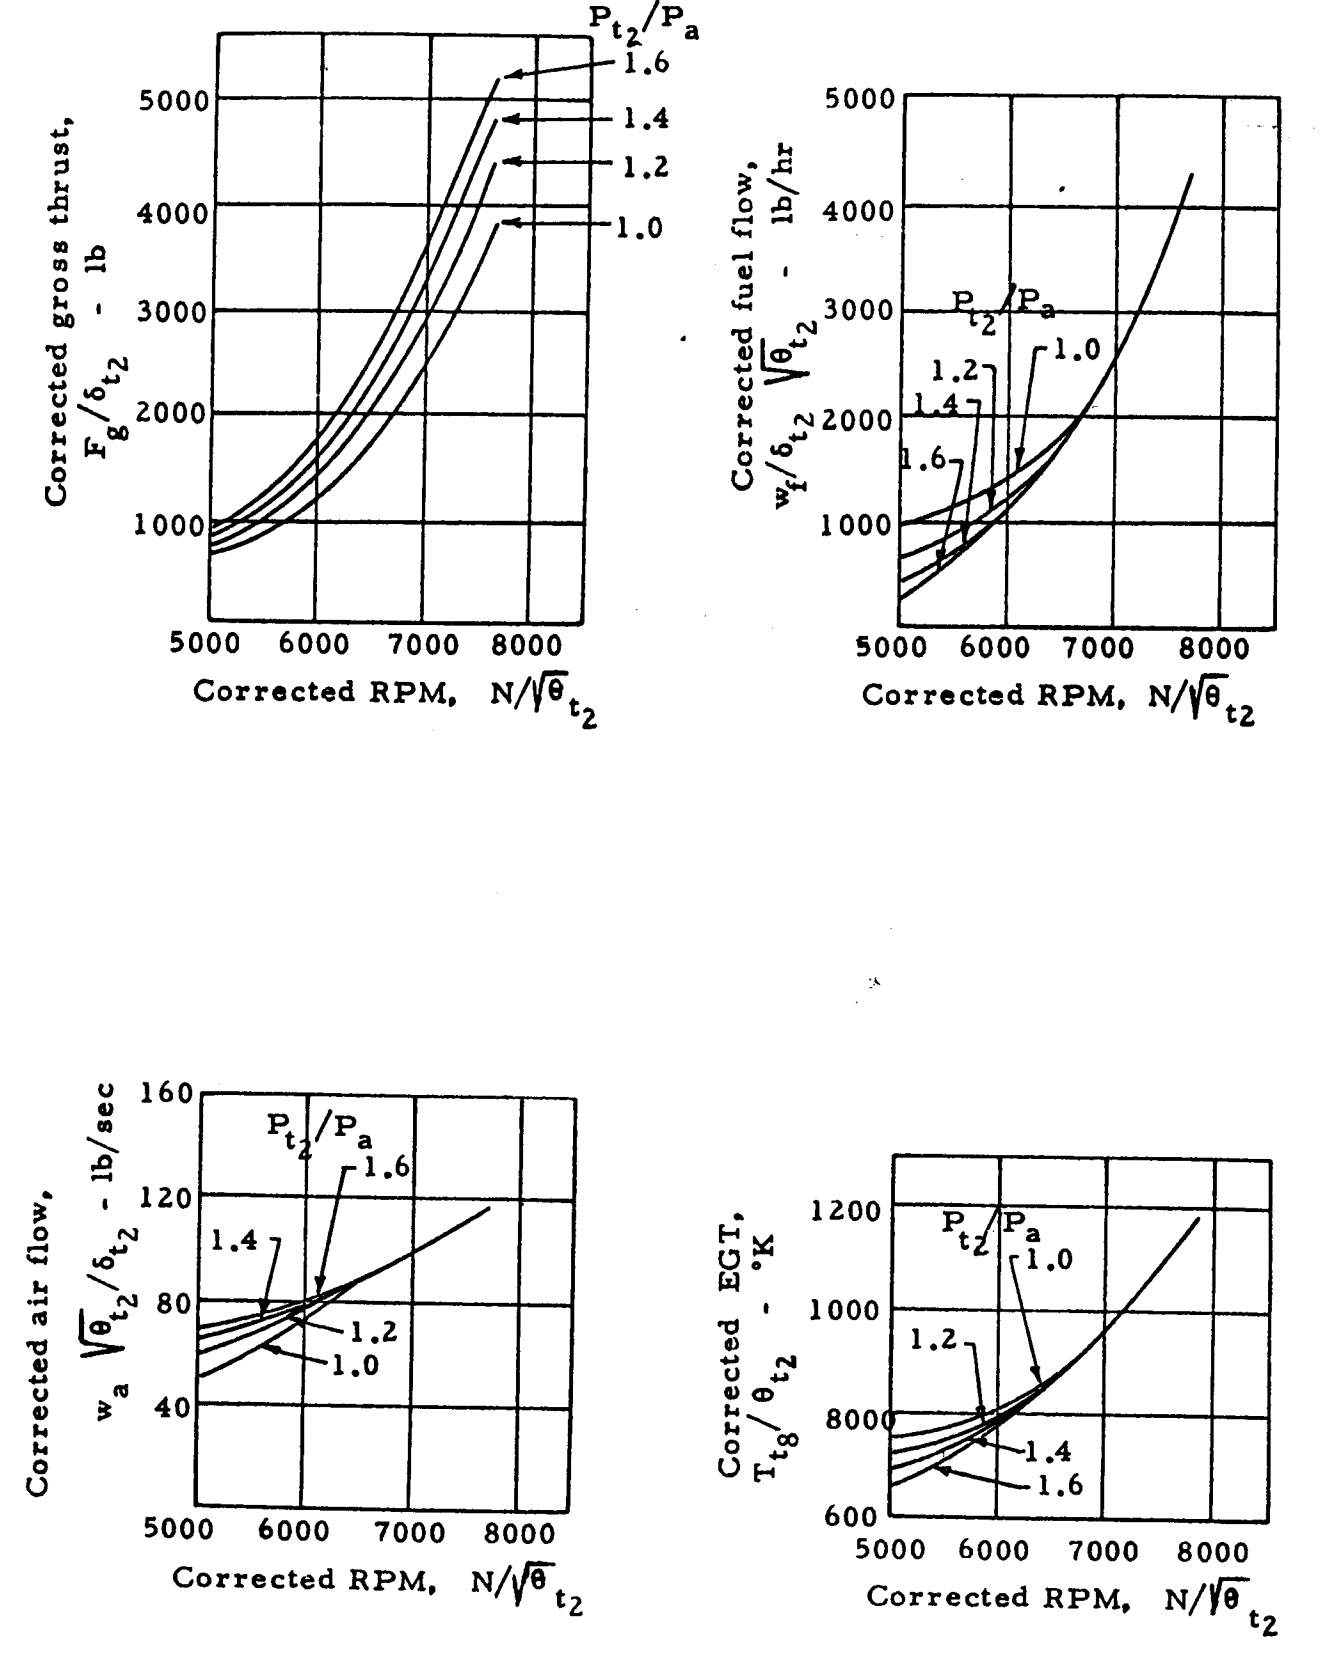 P_t2/P_a
1.6
5000
1.4
1.2
4000
1.0
3000
2000
1000
5000 6000 7000 8000
Corrected gross thrust,
F_g/δ_t2 - lb
Corrected RPM, N/√θ_t2
5000
4000
P_t2/P_a
3000
1.0
1.2
1.4
2000
1.6
1000
5000 6000 7000 8000
Corrected fuel flow,
w_f/δ_t2 √θ_t2 - lb/hr
Corrected RPM, N/√θ_t2
160
P_t2/P_a
1.6
120
1.4
80
1.2
1.0
40
5000 6000 7000 8000
Corrected air flow,
w_a √θ_t2/δ_t2 - lb/sec
Corrected RPM, N/√θ_t2
1200
P_t2/P_a
1.0
1000
1.2
8000
1.4
1.6
600
5000 6000 7000 8000
Corrected EGT,
T_t8/θ_t2 - °K
Corrected RPM, N/√θ_t2